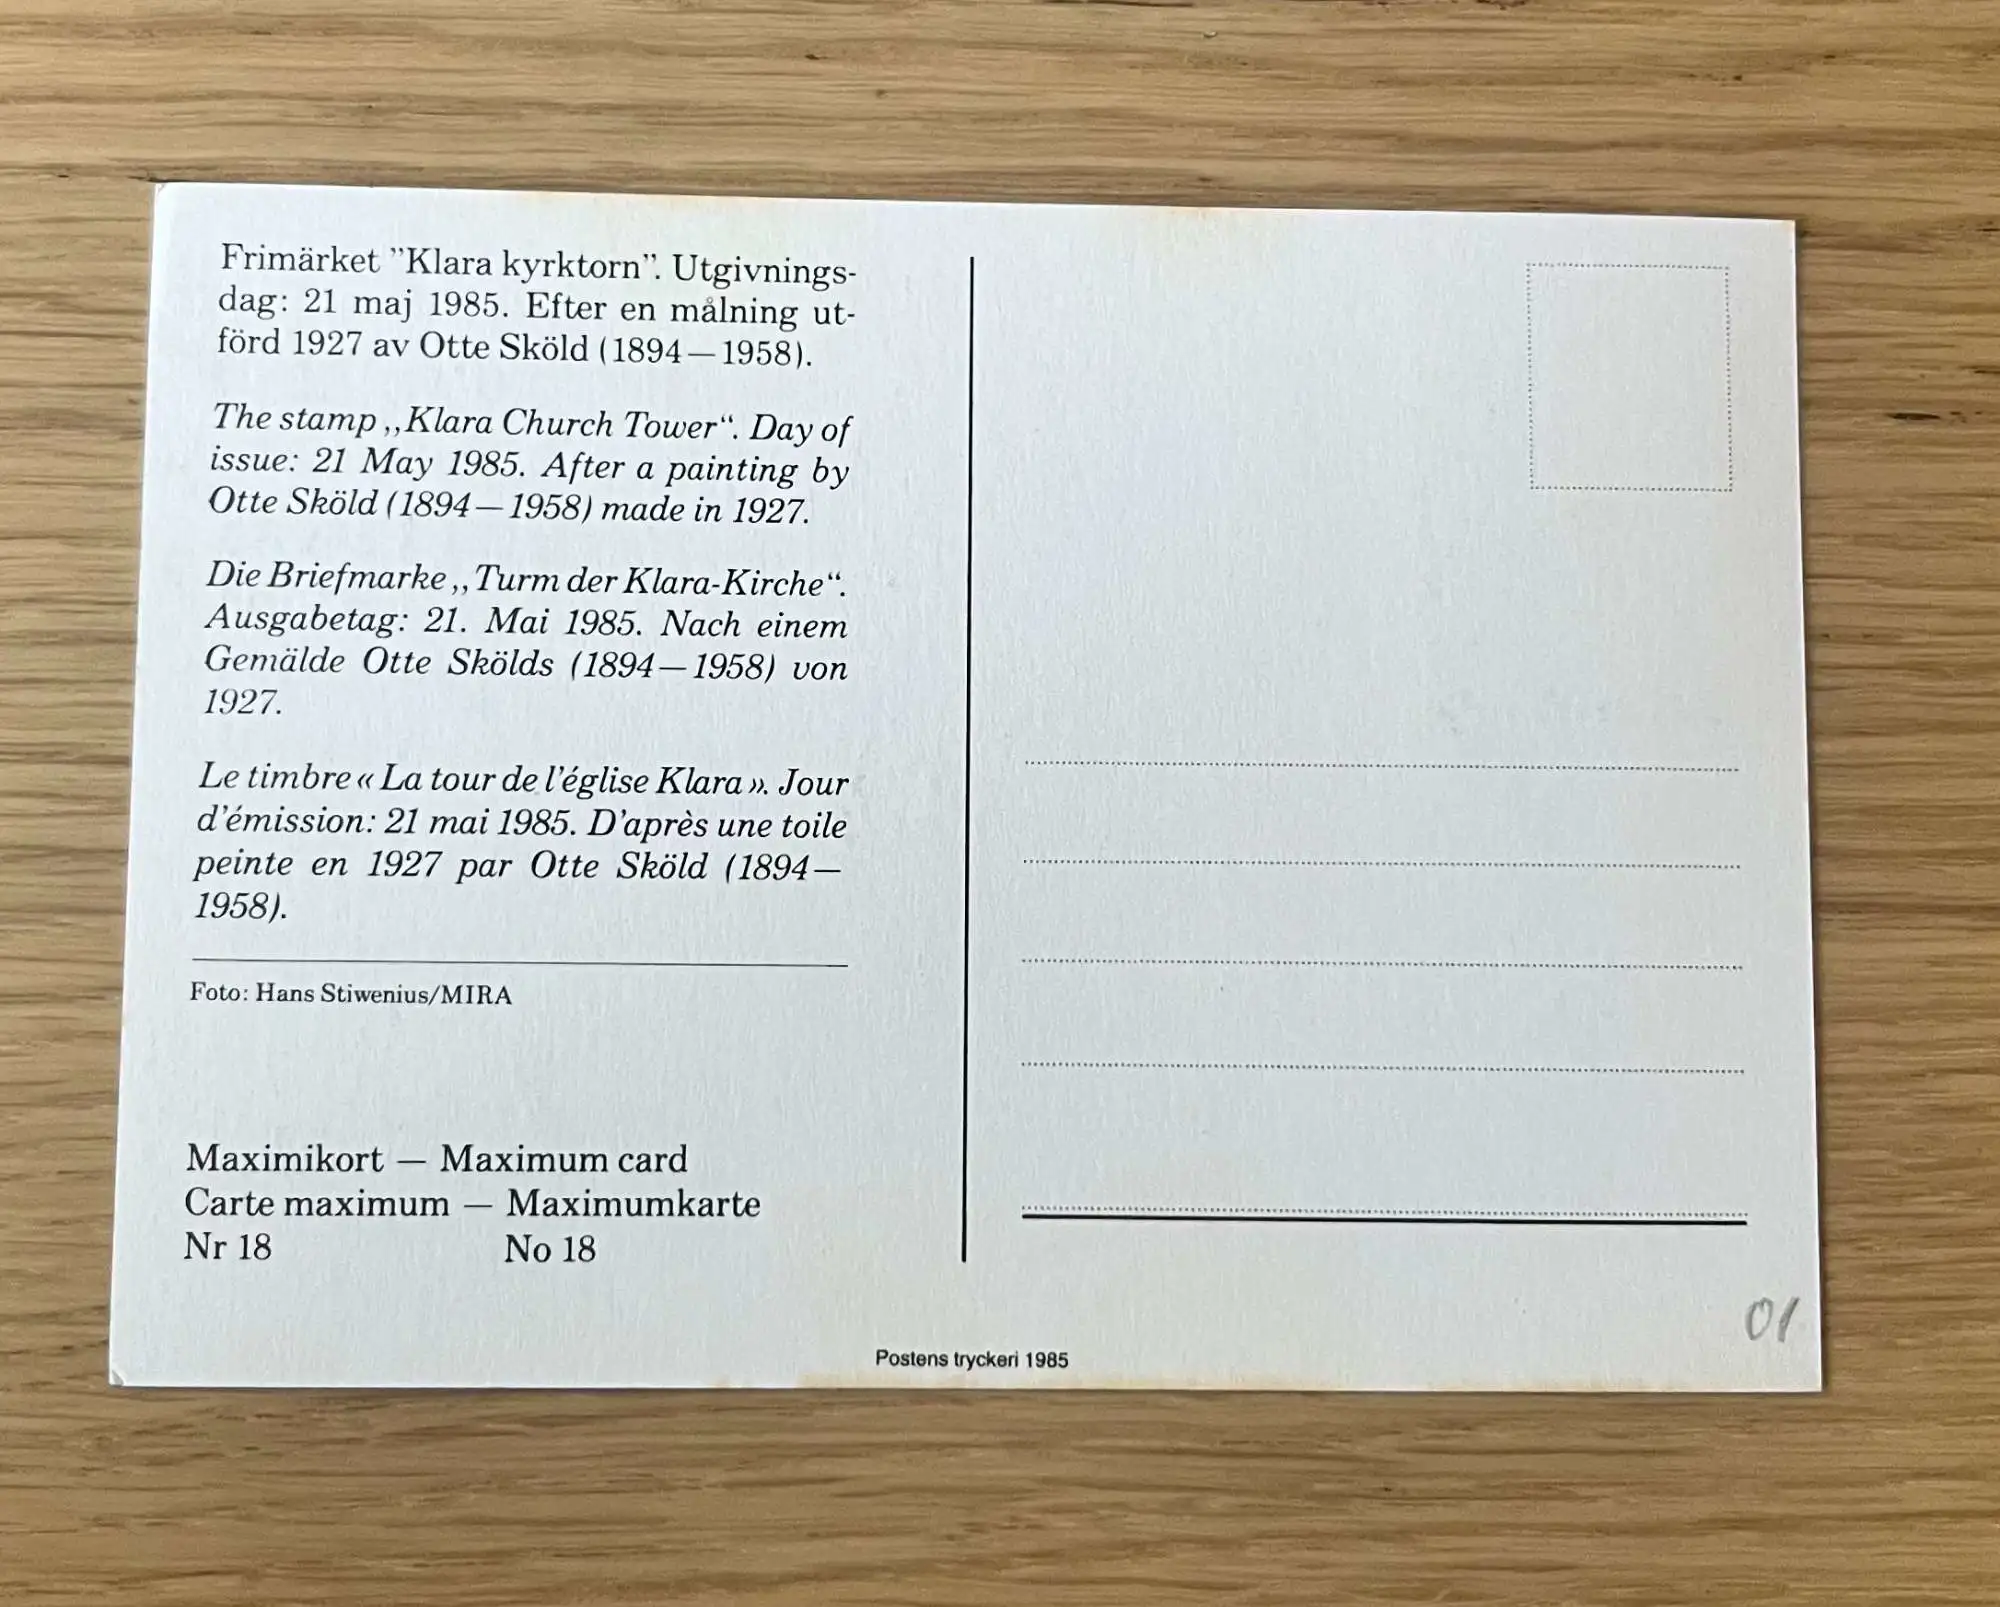 Frimärket ”Klara kyrktorn”. Utgivnings-
dag: 21 maj 1985. Efter en målning ut-
förd 1927 av Otte Sköld (1894—1958).
The stamp ,,Klara Church Tower“. Day of
issue: 21 May 1985. After a painting by
Otte Sköld (1894—1958) made in 1927.
Die Briefmarke ,,Turm der Klara-Kirche“.
Ausgabetag: 21. Mai 1985. Nach einem
Gemälde Otte Skölds (1894—1958) von
1927.
Le timbre « La tour de l’église Klara ». Jour
d’émission: 21 mai 1985. D’après une toile
peinte en 1927 par Otte Sköld (1894—
1958).
Foto: Hans Stiwenius/MIRA
Maximikort — Maximum card
Carte maximum — Maximumkarte
Nr 18 No 18
Postens tryckeri 1985
01